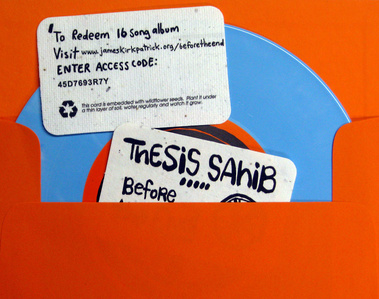 To Redeem 16 song album
Visit www.jameskirkpatrick.org/beforetheend
ENTER ACCESS CODE:
45D7693R7Y
This card is embedded with wildflower seeds. Plant it under
a thin layer of soil, water regularly and watch it grow.
THESIS SAHIB
Before